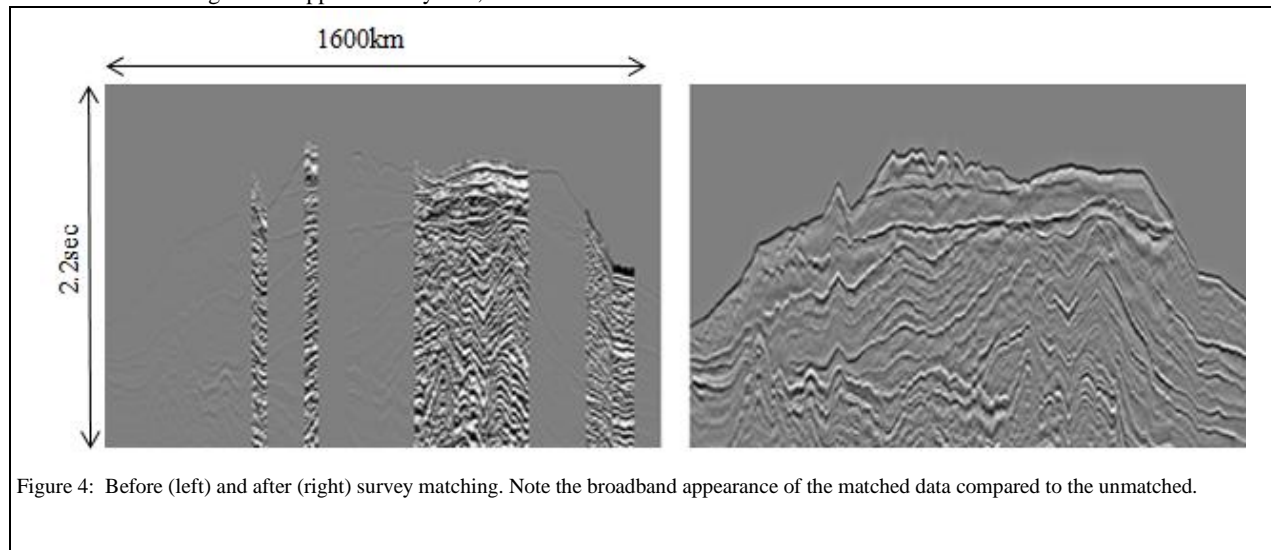 1600km
2.2sec
Figure 4: Before (left) and after (right) survey matching. Note the broadband appearance of the matched data compared to the unmatched.